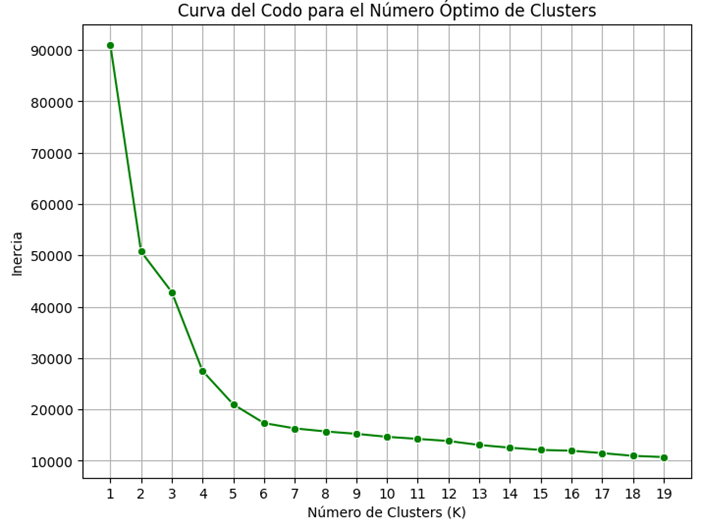 Curva del Codo para el Número Óptimo de Clusters
90000
80000
70000
60000
50000
40000
30000
20000
10000
Inercia
1 2 3 4 5 6 7 8 9 10 11 12 13 14 15 16 17 18 19
Número de Clusters (K)